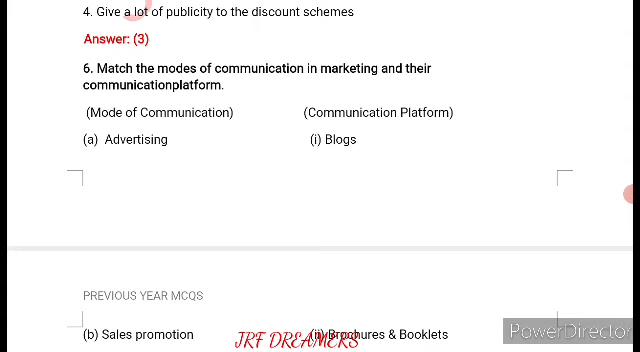 4. Give a lot of publicity to the discount schemes
Answer: (3)
6. Match the modes of communication in marketing and their
communicationplatform.
(Mode of Communication) (Communication Platform)
(a) Advertising (i) Blogs
PREVIOUS YEAR MCQS
(b) Sales promotion (ii) Brochures & Booklets
JRF DREAMERS
PowerDirector